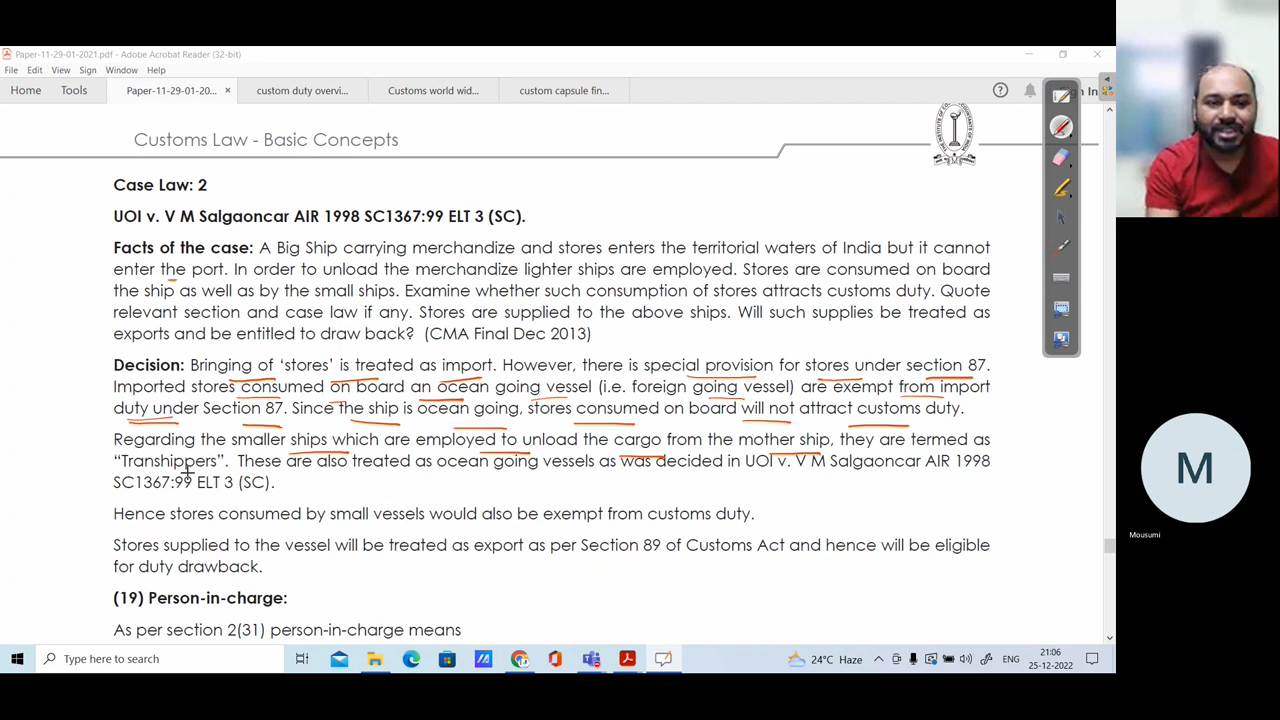 Paper-11-29-01-2021.pdf - Adobe Acrobat Reader (32-bit)
File Edit View Sign Window Help
Home Tools Paper-11-29-01-20... × custom duty overvi... Customs world wid... custom capsule fin... Sign In
Customs Law - Basic Concepts
Case Law: 2
UOI v. V M Salgaoncar AIR 1998 SC1367:99 ELT 3 (SC).
Facts of the case: A Big Ship carrying merchandize and stores enters the territorial waters of India but it cannot
enter the port. In order to unload the merchandize lighter ships are employed. Stores are consumed on board
the ship as well as by the small ships. Examine whether such consumption of stores attracts customs duty. Quote
relevant section and case law if any. Stores are supplied to the above ships. Will such supplies be treated as
exports and be entitled to draw back? (CMA Final Dec 2013)
Decision: Bringing of ‘stores’ is treated as import. However, there is special provision for stores under section 87.
Imported stores consumed on board an ocean going vessel (i.e. foreign going vessel) are exempt from import
duty under Section 87. Since the ship is ocean going, stores consumed on board will not attract customs duty.
Regarding the smaller ships which are employed to unload the cargo from the mother ship, they are termed as
“Transhippers”. These are also treated as ocean going vessels as was decided in UOI v. V M Salgaoncar AIR 1998
SC1367:99 ELT 3 (SC).
Hence stores consumed by small vessels would also be exempt from customs duty.
Stores supplied to the vessel will be treated as export as per Section 89 of Customs Act and hence will be eligible
for duty drawback.
(19) Person-in-charge:
As per section 2(31) person-in-charge means
M
Mousumi
Type here to search
24°C Haze
ENG
21:06
25-12-2022